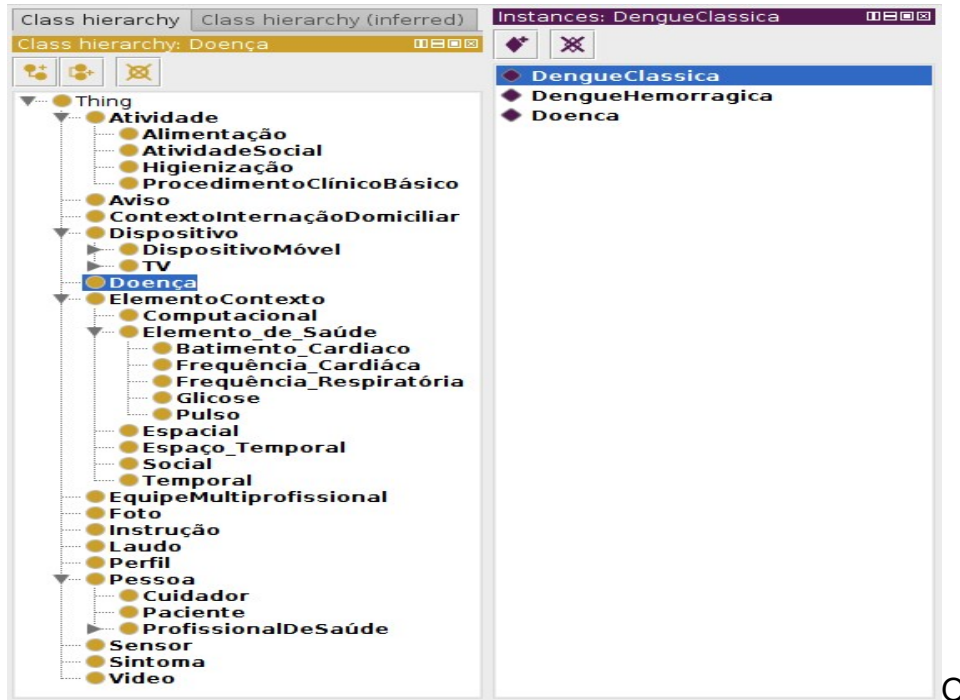 Class hierarchy Class hierarchy (inferred)
Class hierarchy: Doença
Thing
Atividade
Alimentação
AtividadeSocial
Higienização
ProcedimentoClínicoBásico
Aviso
ContextoInternaçãoDomiciliar
Dispositivo
DispositivoMóvel
TV
Doença
ElementoContexto
Computacional
Elemento_de_Saúde
Batimento_Cardiaco
Frequência_Cardiáca
Frequência_Respiratória
Glicose
Pulso
Espacial
Espaço_Temporal
Social
Temporal
EquipeMultiprofissional
Foto
Instrução
Laudo
Perfil
Pessoa
Cuidador
Paciente
ProfissionalDeSaúde
Sensor
Sintoma
Video
Instances: DengueClassica
DengueClassica
DengueHemorragica
Doenca